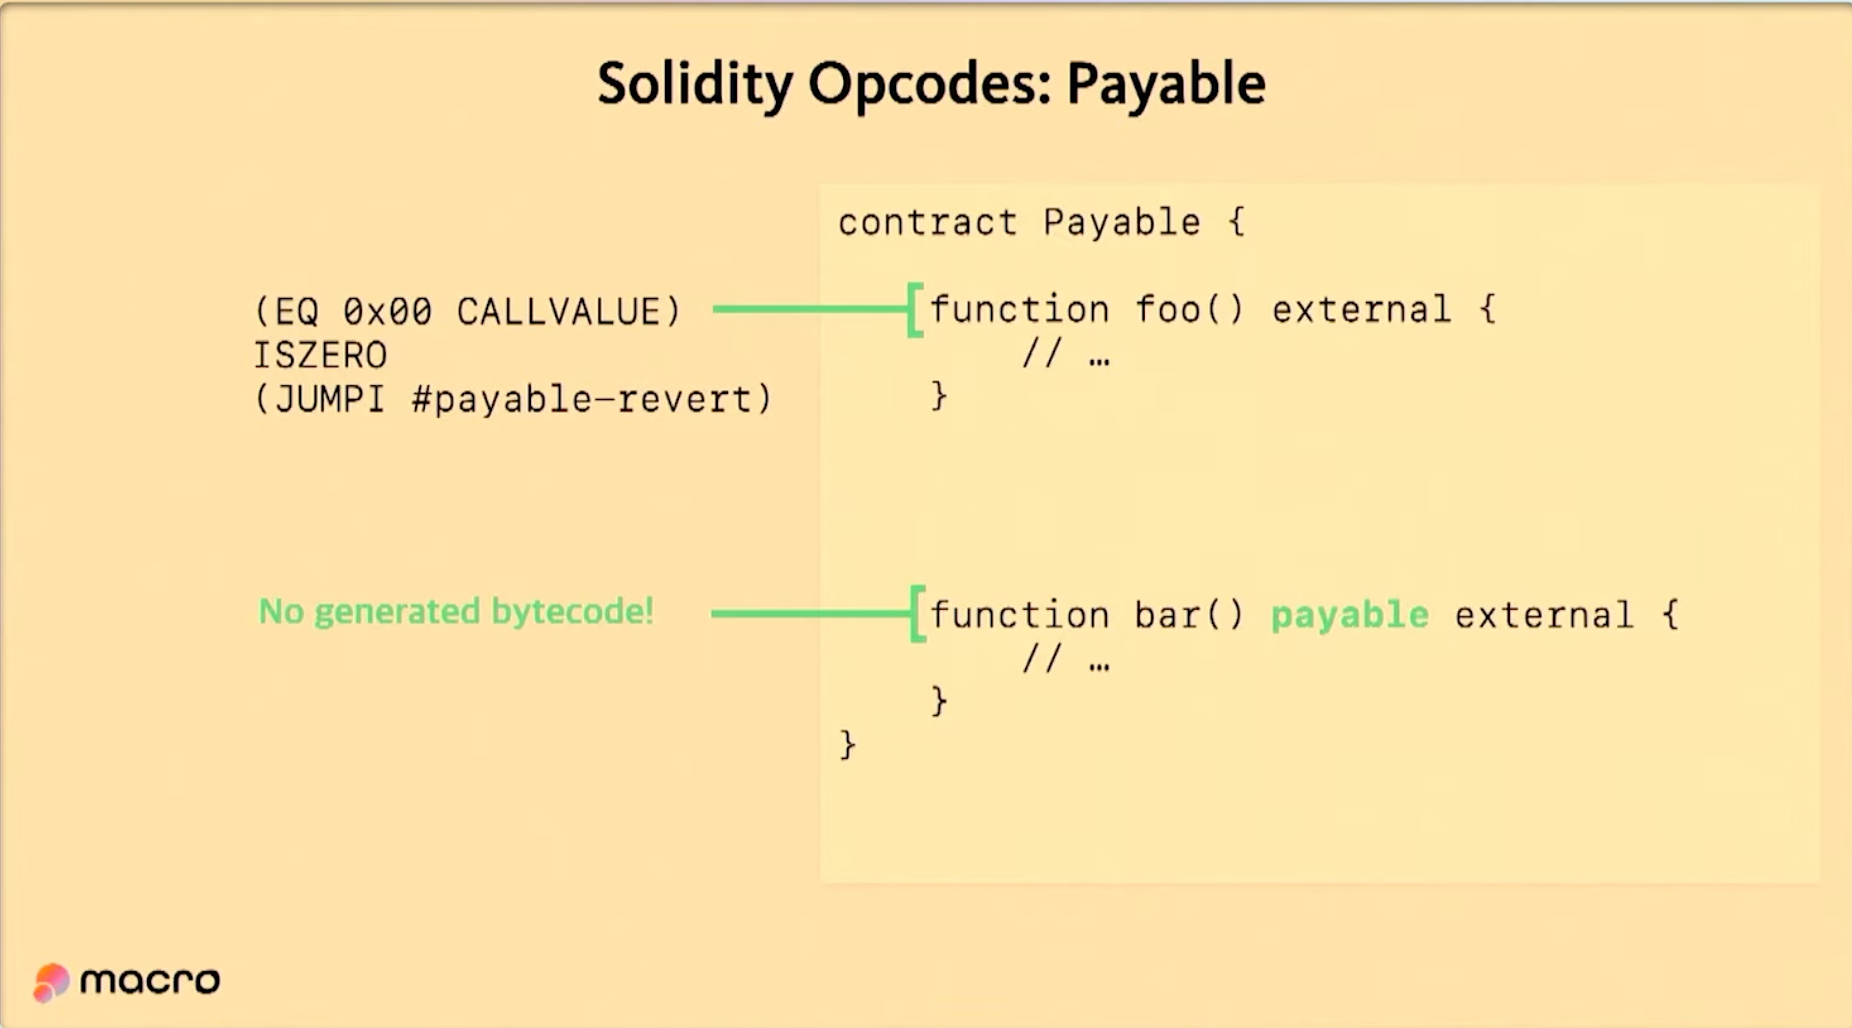 Solidity Opcodes: Payable
contract Payable {
(EQ 0x00 CALLVALUE)
ISZERO
(JUMPI #payable-revert)
function foo() external {
// …
}
No generated bytecode!
function bar() payable external {
// …
}
}
macro